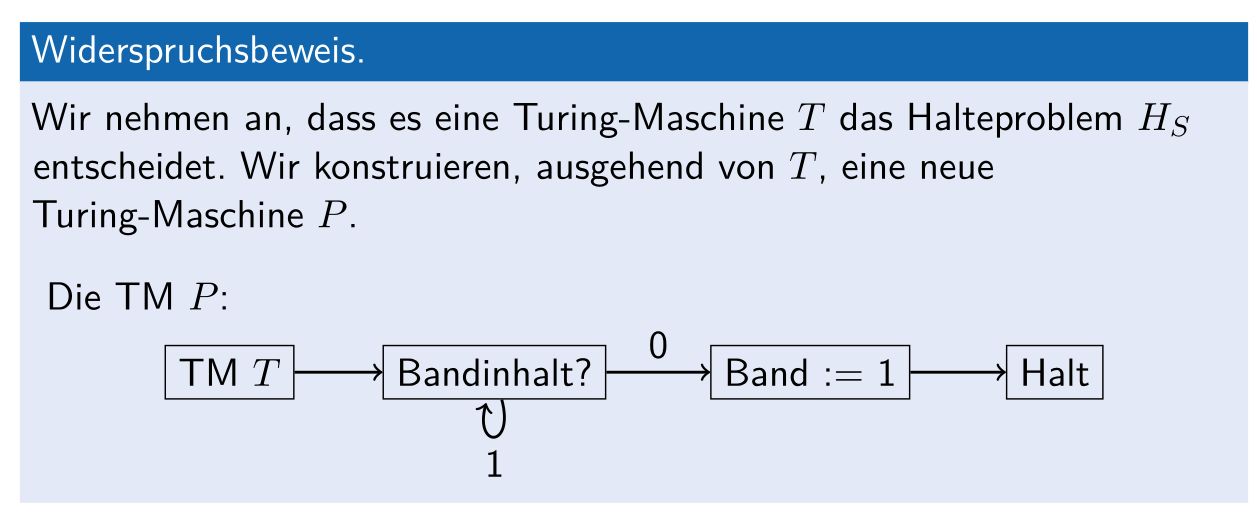 Widerspruchsbeweis.
Wir nehmen an, dass es eine Turing-Maschine T das Halteproblem H_S
entscheidet. Wir konstruieren, ausgehend von T, eine neue
Turing-Maschine P.
Die TM P:
0
TM T Bandinhalt? Band := 1 Halt
1